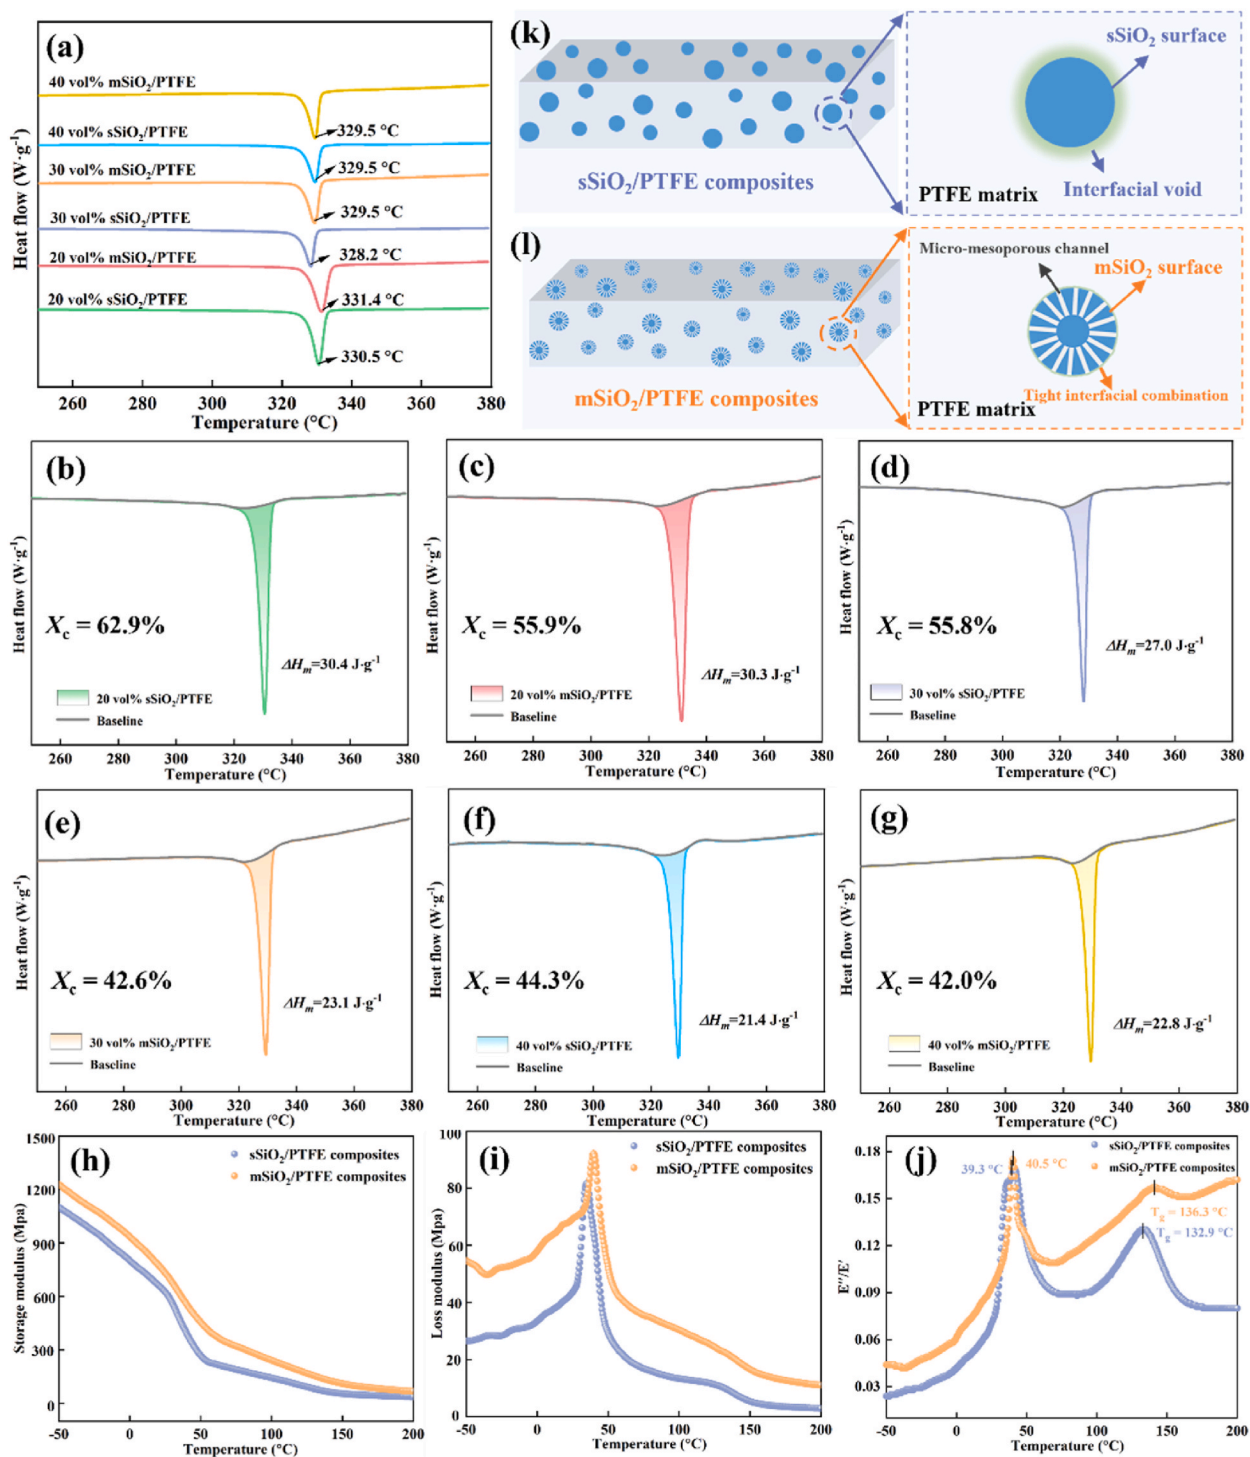 (a)
40 vol% mSiO₂/PTFE
329.5 °C
40 vol% sSiO₂/PTFE
329.5 °C
30 vol% mSiO₂/PTFE
329.5 °C
30 vol% sSiO₂/PTFE
328.2 °C
20 vol% mSiO₂/PTFE
331.4 °C
20 vol% sSiO₂/PTFE
330.5 °C
Heat flow (W·g⁻¹)
260 280 300 320 340 360 380
Temperature (°C)
(k)
sSiO₂/PTFE composites
sSiO₂ surface
Interfacial void
PTFE matrix
(l)
mSiO₂/PTFE composites
Micro-mesoporous channel
mSiO₂ surface
Tight interfacial combination
PTFE matrix
(b)
Heat flow (W·g⁻¹)
Xc = 62.9%
ΔHm=30.4 J·g⁻¹
20 vol% sSiO₂/PTFE
Baseline
260 280 300 320 340 360 380
Temperature (°C)
(c)
Heat flow (W·g⁻¹)
Xc = 55.9%
ΔHm=30.3 J·g⁻¹
20 vol% mSiO₂/PTFE
Baseline
260 280 300 320 340 360 380
Temperature (°C)
(d)
Heat flow (W·g⁻¹)
Xc = 55.8%
ΔHm=27.0 J·g⁻¹
30 vol% sSiO₂/PTFE
Baseline
260 280 300 320 340 360 380
Temperature (°C)
(e)
Heat flow (W·g⁻¹)
Xc = 42.6%
ΔHm=23.1 J·g⁻¹
30 vol% mSiO₂/PTFE
Baseline
260 280 300 320 340 360 380
Temperature (°C)
(f)
Heat flow (W·g⁻¹)
Xc = 44.3%
ΔHm=21.4 J·g⁻¹
40 vol% sSiO₂/PTFE
Baseline
260 280 300 320 340 360 380
Temperature (°C)
(g)
Heat flow (W·g⁻¹)
Xc = 42.0%
ΔHm=22.8 J·g⁻¹
40 vol% mSiO₂/PTFE
Baseline
260 280 300 320 340 360 380
Temperature (°C)
(h)
sSiO₂/PTFE composites
mSiO₂/PTFE composites
Storage modulus (Mpa)
1500
1200
900
600
300
0
-50 0 50 100 150 200
Temperature (°C)
(i)
sSiO₂/PTFE composites
mSiO₂/PTFE composites
Loss modulus (Mpa)
100
80
60
40
20
0
-50 0 50 100 150 200
Temperature (°C)
(j)
sSiO₂/PTFE composites
mSiO₂/PTFE composites
39.3 °C
40.5 °C
Tg = 136.3 °C
Tg = 132.9 °C
E''/E'
0.18
0.15
0.12
0.09
0.06
0.03
-50 0 50 100 150 200
Temperature (°C)